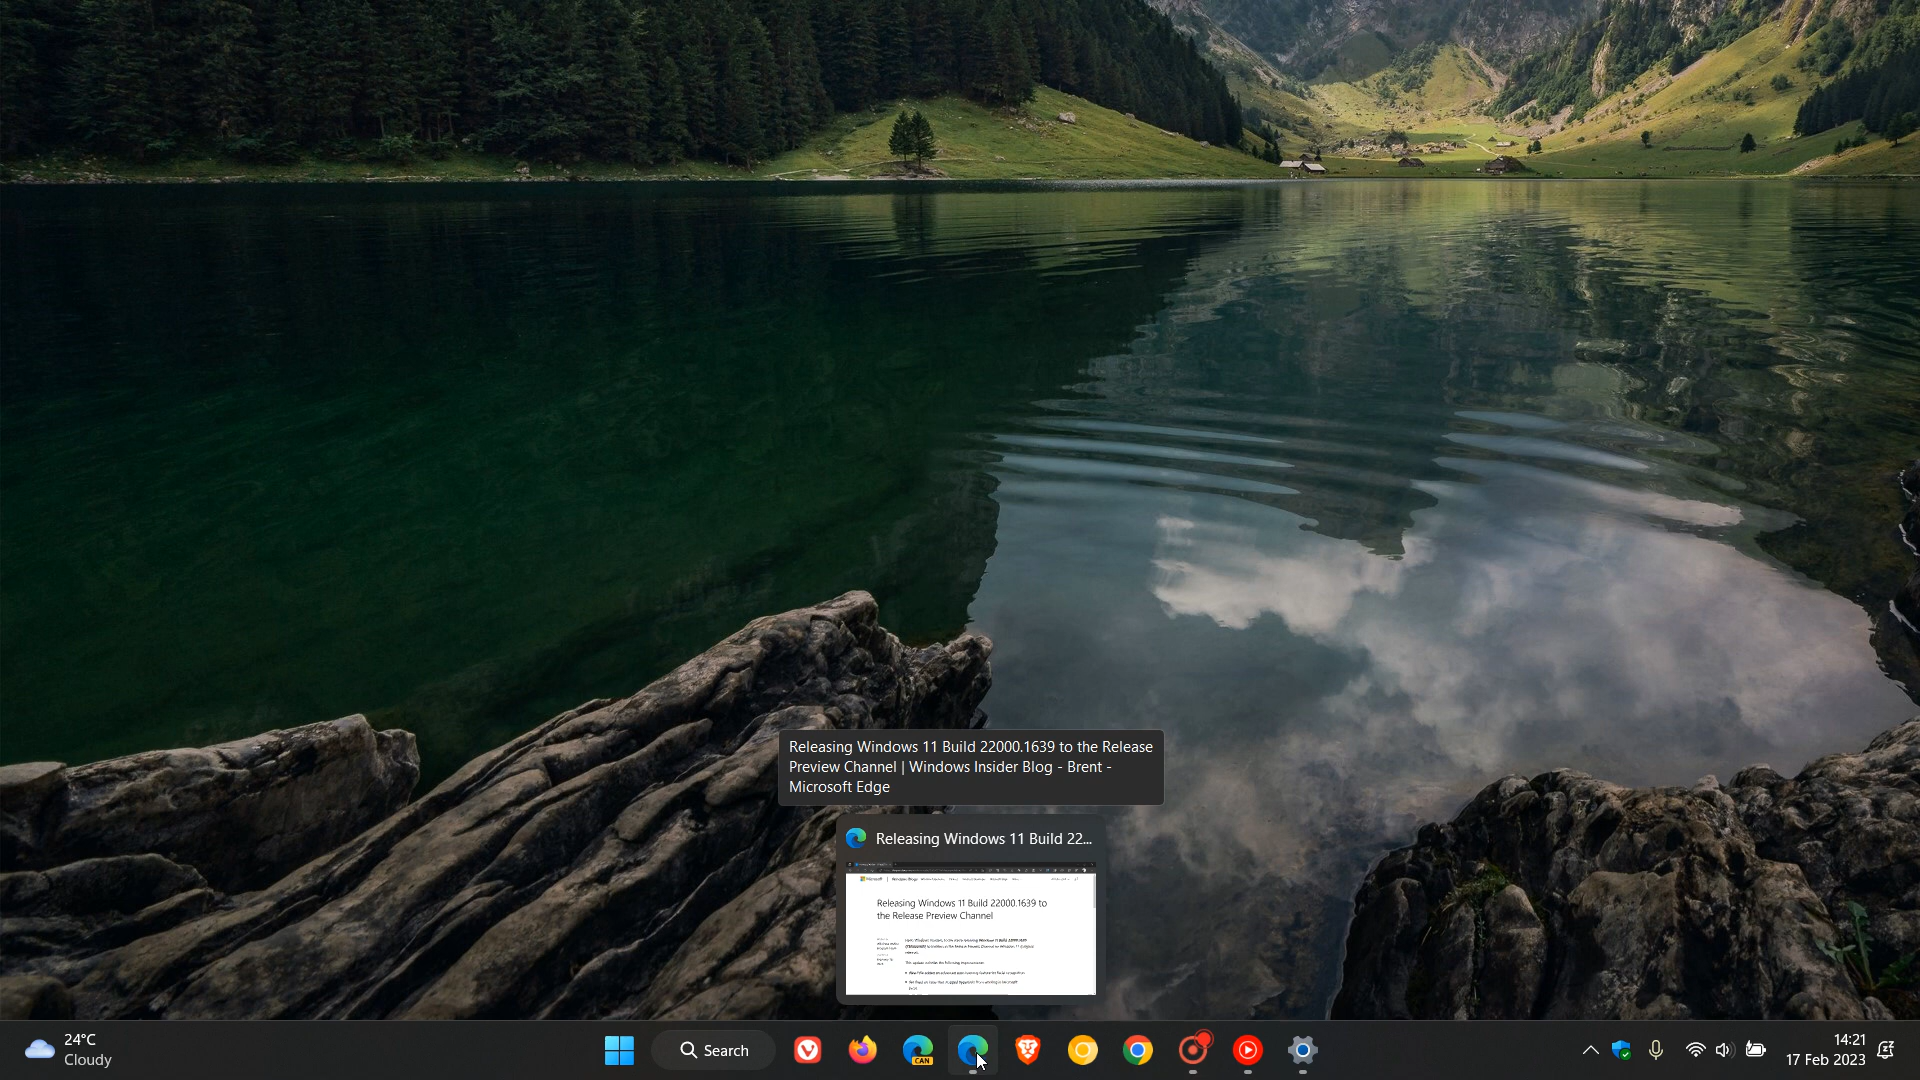 Releasing Windows 11 Build 22000.1639 to the Release
Preview Channel | Windows Insider Blog - Brent -
Microsoft Edge
Releasing Windows 11 Build 22...
Releasing Windows 11 Build 22000.1639 to
the Release Preview Channel
24°C
Cloudy
Search
CAN
14:21
17 Feb 2023